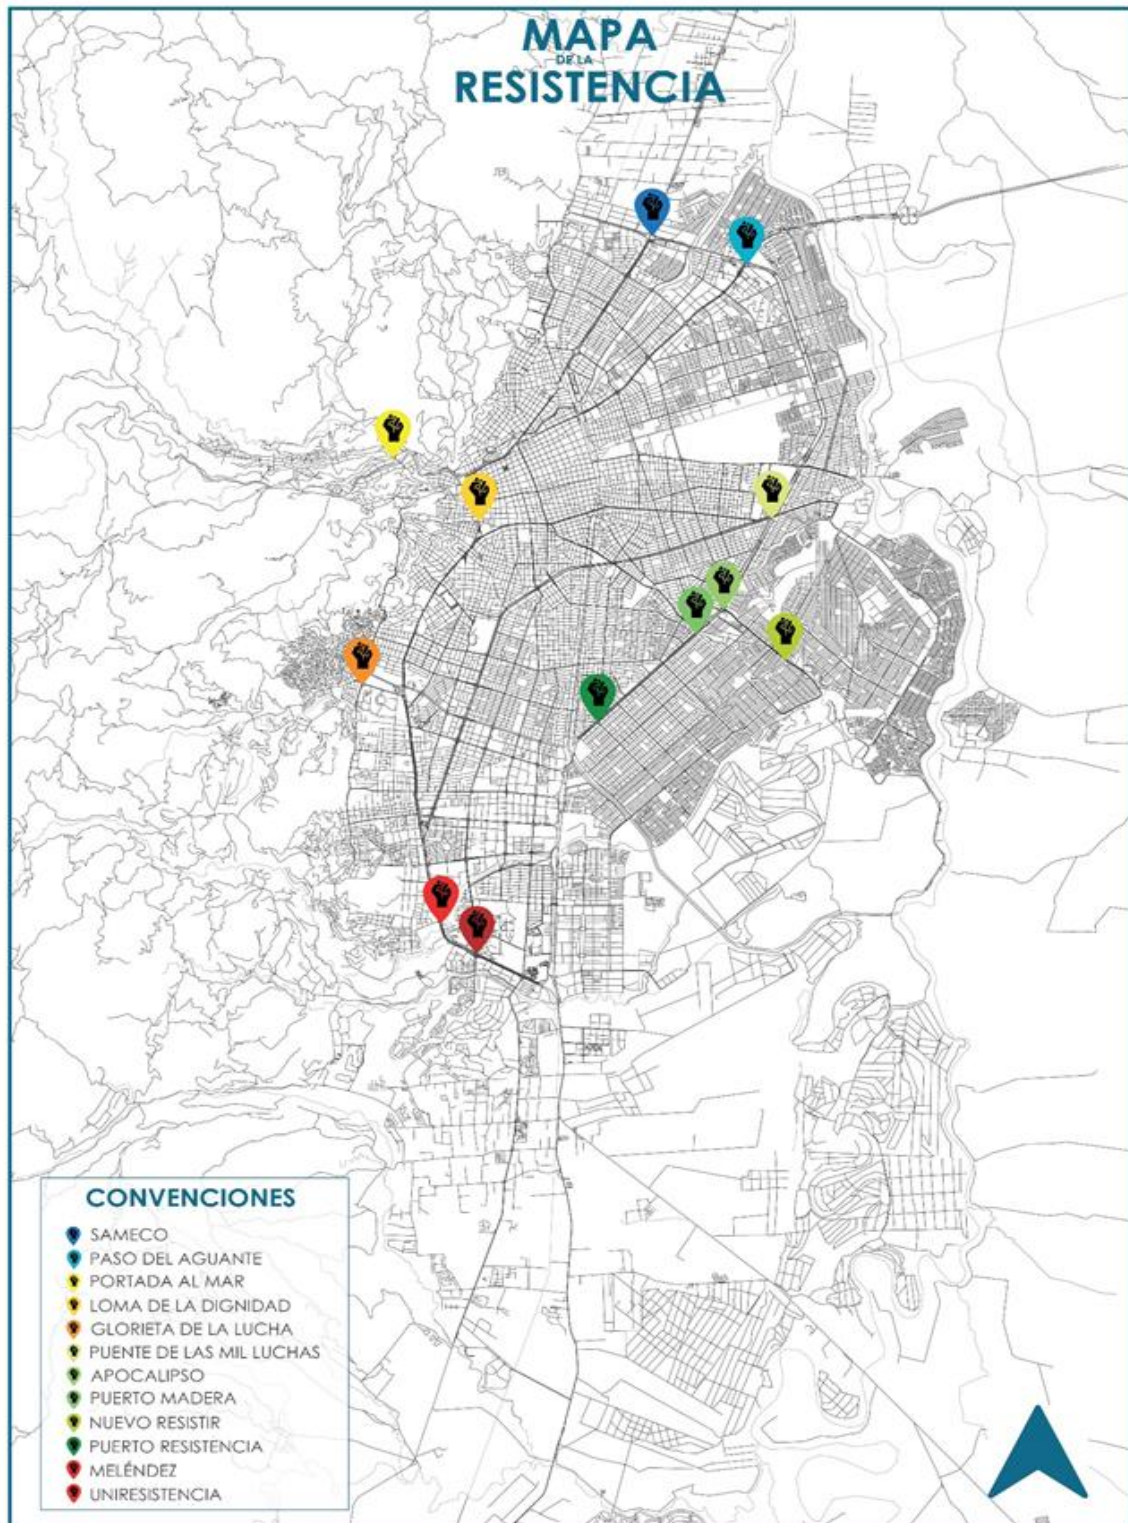 MAPA
DE LA
RESISTENCIA
CONVENCIONES
SAMECO
PASO DEL AGUANTE
PORTADA AL MAR
LOMA DE LA DIGNIDAD
GLORIETA DE LA LUCHA
PUENTE DE LAS MIL LUCHAS
APOCALIPSO
PUERTO MADERA
NUEVO RESISTIR
PUERTO RESISTENCIA
MELÉNDEZ
UNIRESISTENCIA